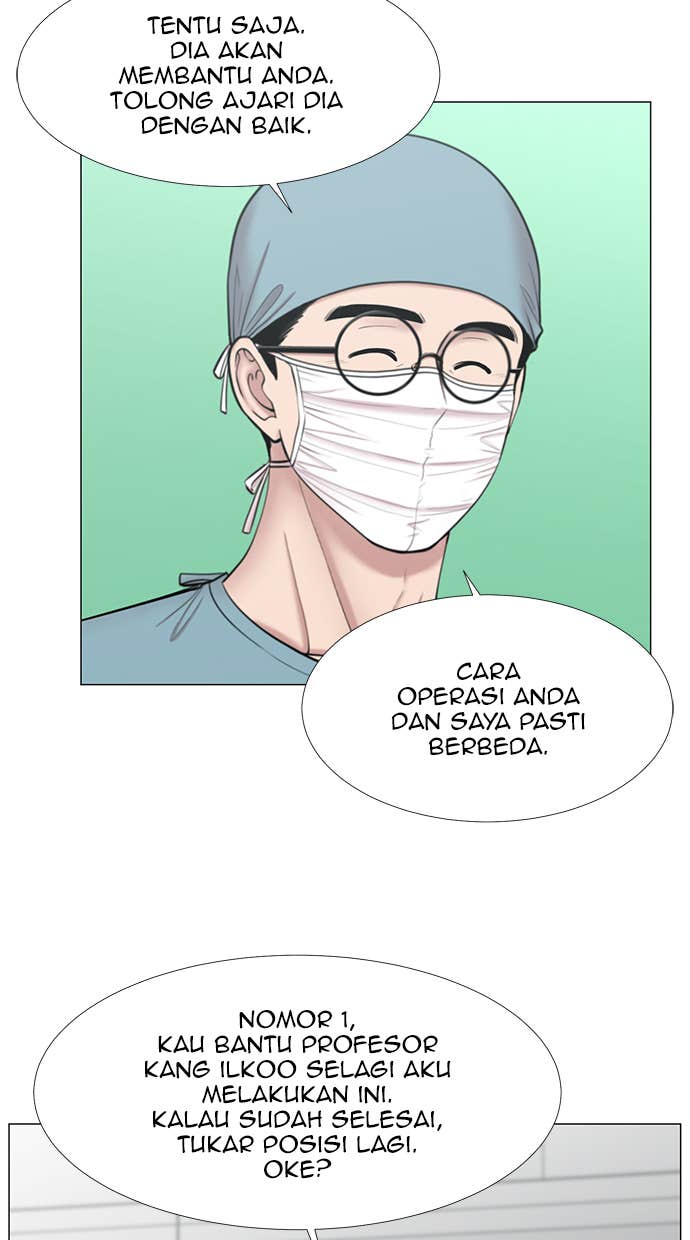 TENTU SAJA.
DIA AKAN
MEMBANTU ANDA.
TOLONG AJARI DIA
DENGAN BAIK.
CARA
OPERASI ANDA
DAN SAYA PASTI
BERBEDA.
NOMOR 1,
KAU BANTU PROFESOR
KANG ILKOO SELAGI AKU
MELAKUKAN INI.
KALAU SUDAH SELESAI,
TUKAR POSISI LAGI.
OKE?